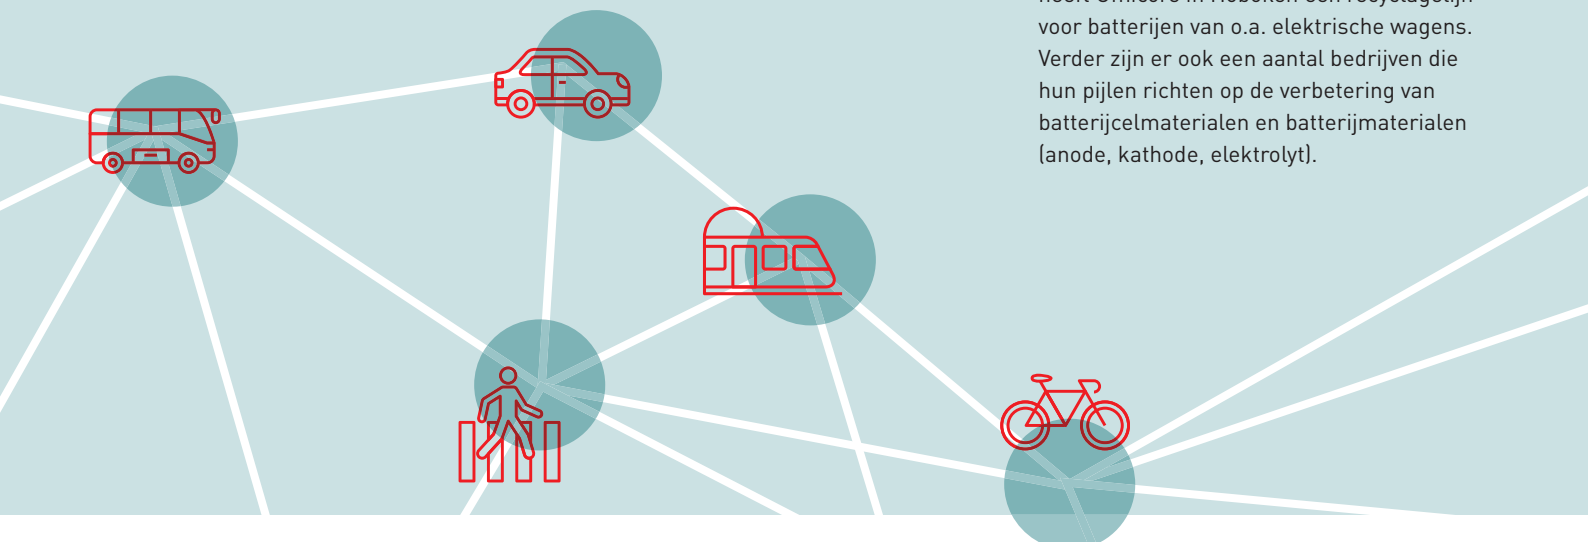 voor batterijen van o.a. elektrische wagens.
Verder zijn er ook een aantal bedrijven die
hun pijlen richten op de verbetering van
batterijcelmaterialen en batterijmaterialen
(anode, kathode, elektrolyt).